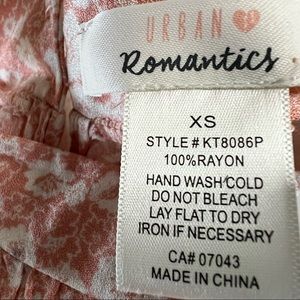 URBAN
Romantics
XS
STYLE# KT8086P
100%RAYON
HAND WASH/COLD
DO NOT BLEACH
LAY FLAT TO DRY
IRON IF NECESSARY
CA# 07043
MADE IN CHINA